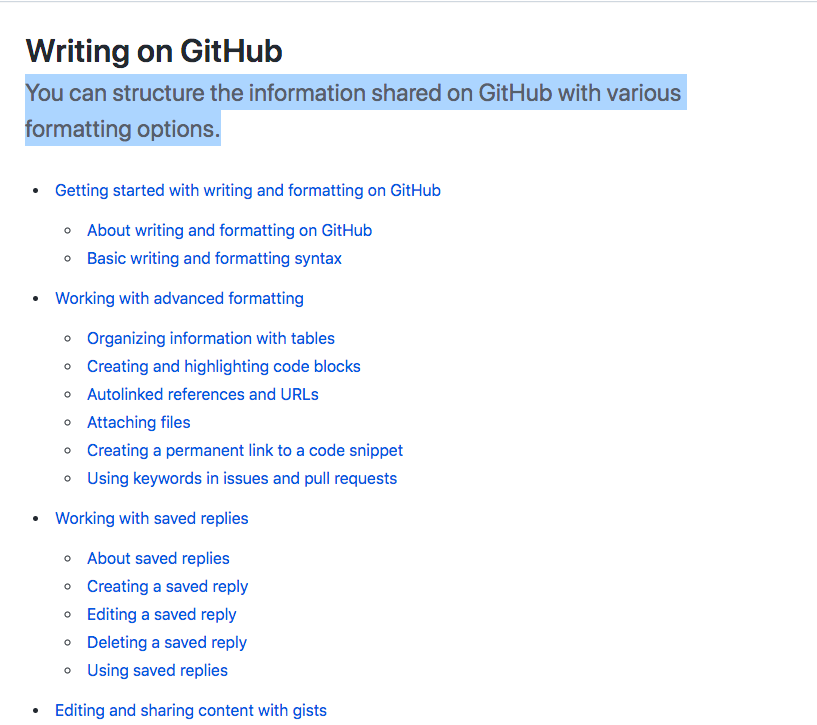 Writing on GitHub
You can structure the information shared on GitHub with various
formatting options.
Getting started with writing and formatting on GitHub
About writing and formatting on GitHub
Basic writing and formatting syntax
Working with advanced formatting
Organizing information with tables
Creating and highlighting code blocks
Autolinked references and URLs
Attaching files
Creating a permanent link to a code snippet
Using keywords in issues and pull requests
Working with saved replies
About saved replies
Creating a saved reply
Editing a saved reply
Deleting a saved reply
Using saved replies
Editing and sharing content with gists